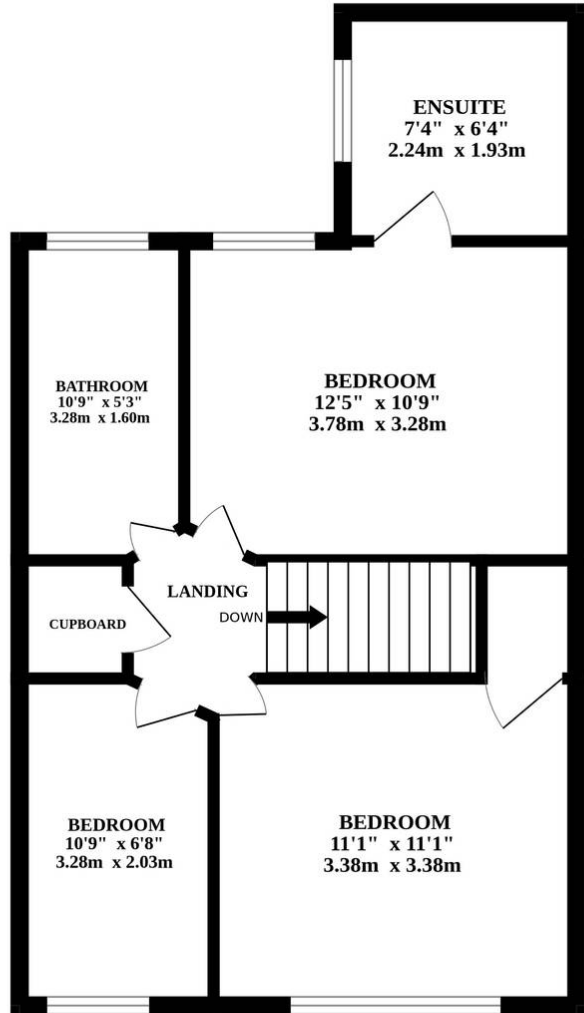 ENSUITE
7'4" x 6'4"
2.24m x 1.93m
BATHROOM
10'9" x 5'3"
3.28m x 1.60m
BEDROOM
12'5" x 10'9"
3.78m x 3.28m
LANDING
DOWN
CUPBOARD
BEDROOM
10'9" x 6'8"
3.28m x 2.03m
BEDROOM
11'1" x 11'1"
3.38m x 3.38m